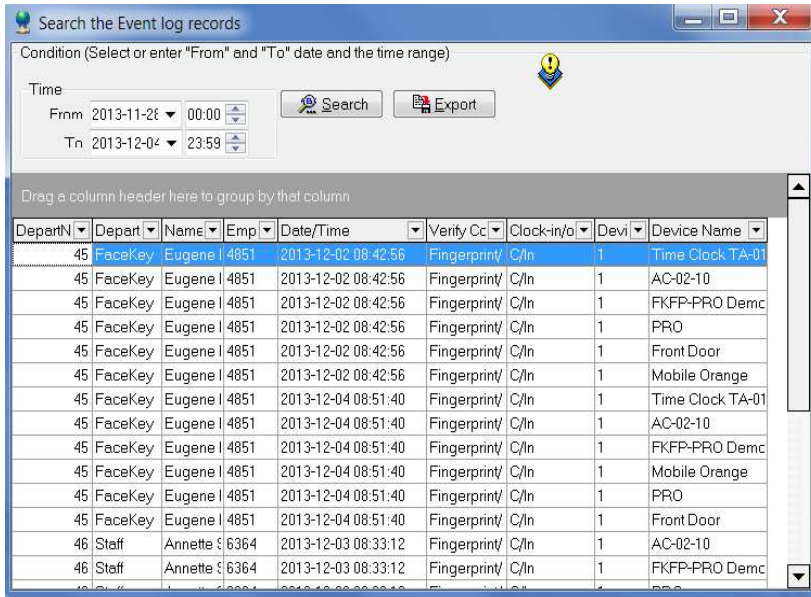 Search the Event log records
Condition (Select or enter "From" and "To" date and the time range)
Time
From 2013-11-28 00:00 Search Export
To 2013-12-04 23:59
Drag a column header here to group by that column
DepartN Depart Name Emp Date/Time Verify Cc Clock-in/o Devi Device Name
45 FaceKey Eugene 4851 2013-12-02 08:42:56 Fingerprint/ C/In 1 Time Clock TA-01
45 FaceKey Eugene 4851 2013-12-02 08:42:56 Fingerprint/ C/In 1 AC-02-10
45 FaceKey Eugene 4851 2013-12-02 08:42:56 Fingerprint/ C/In 1 FKFP-PRO Demc
45 FaceKey Eugene 4851 2013-12-02 08:42:56 Fingerprint/ C/In 1 PRO
45 FaceKey Eugene 4851 2013-12-02 08:42:56 Fingerprint/ C/In 1 Front Door
45 FaceKey Eugene 4851 2013-12-02 08:42:56 Fingerprint/ C/In 1 Mobile Orange
45 FaceKey Eugene 4851 2013-12-04 08:51:40 Fingerprint/ C/In 1 Time Clock TA-01
45 FaceKey Eugene 4851 2013-12-04 08:51:40 Fingerprint/ C/In 1 AC-02-10
45 FaceKey Eugene 4851 2013-12-04 08:51:40 Fingerprint/ C/In 1 FKFP-PRO Demc
45 FaceKey Eugene 4851 2013-12-04 08:51:40 Fingerprint/ C/In 1 Mobile Orange
45 FaceKey Eugene 4851 2013-12-04 08:51:40 Fingerprint/ C/In 1 PRO
45 FaceKey Eugene 4851 2013-12-04 08:51:40 Fingerprint/ C/In 1 Front Door
46 Staff Annette 6364 2013-12-03 08:33:12 Fingerprint/ C/In 1 AC-02-10
46 Staff Annette 6364 2013-12-03 08:33:12 Fingerprint/ C/In 1 FKFP-PRO Demc